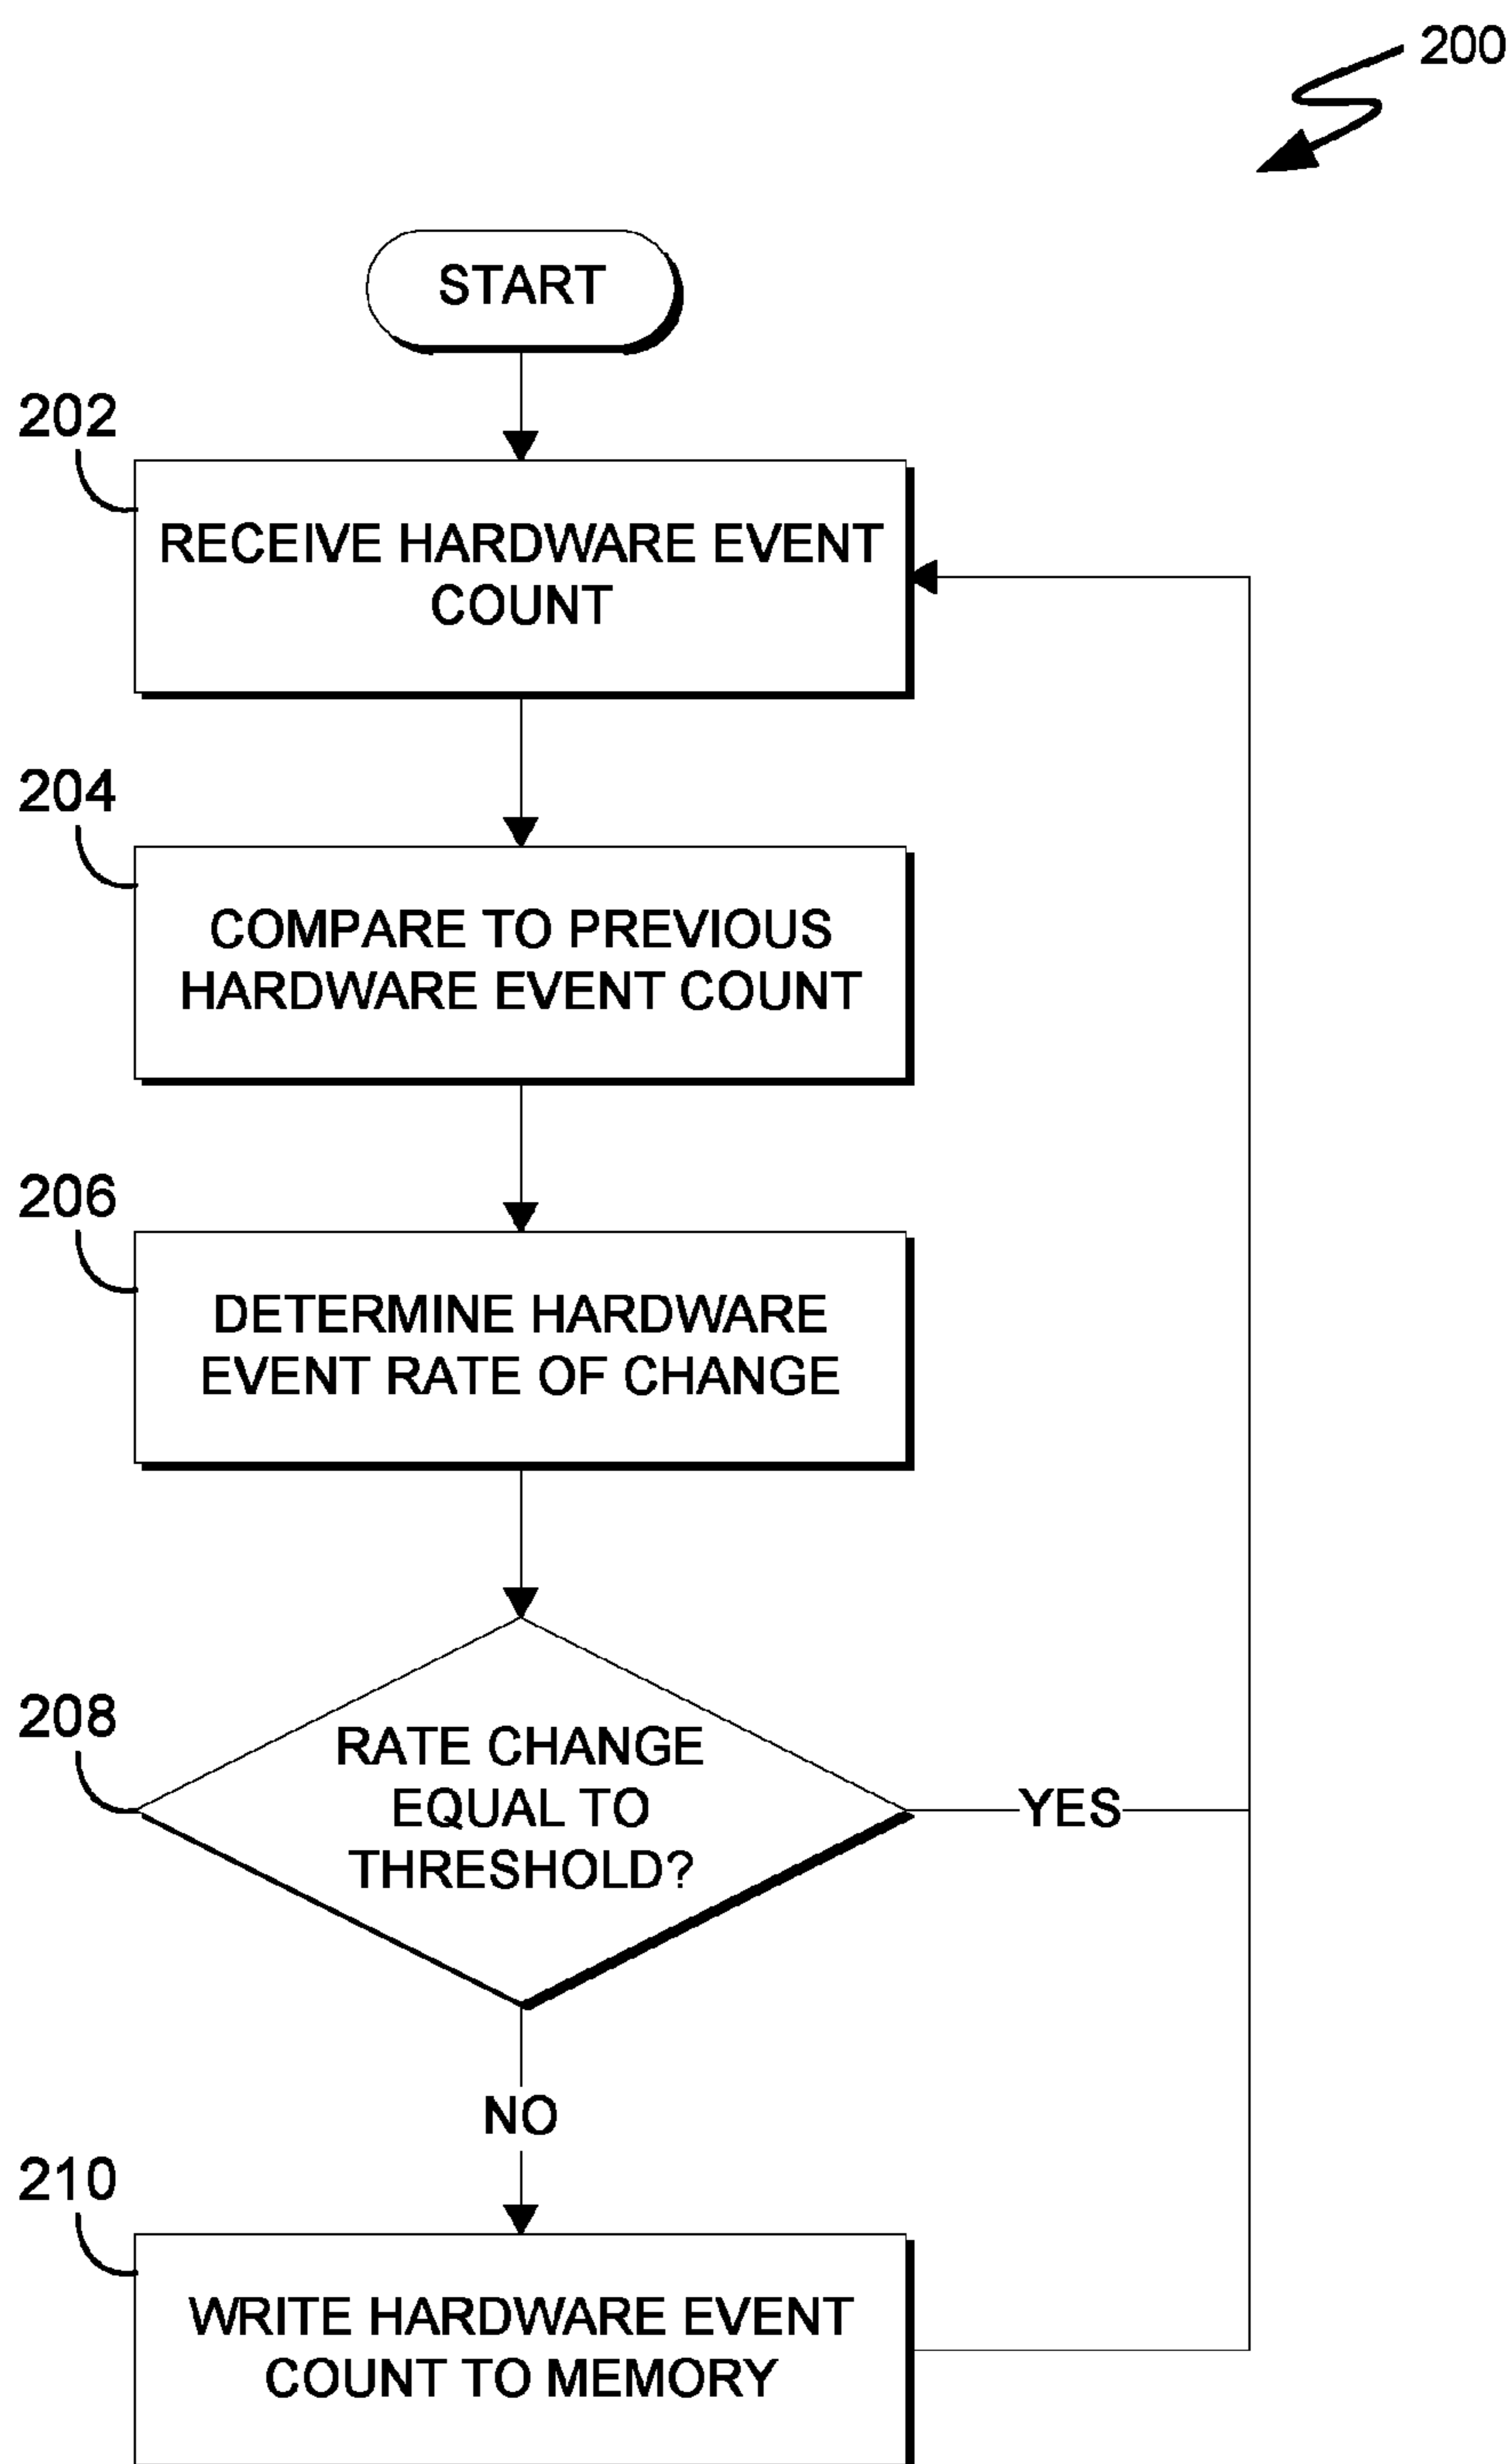 200
START
202
RECEIVE HARDWARE EVENT
COUNT
204
COMPARE TO PREVIOUS
HARDWARE EVENT COUNT
206
DETERMINE HARDWARE
EVENT RATE OF CHANGE
208
RATE CHANGE
EQUAL TO
THRESHOLD?
YES
NO
210
WRITE HARDWARE EVENT
COUNT TO MEMORY